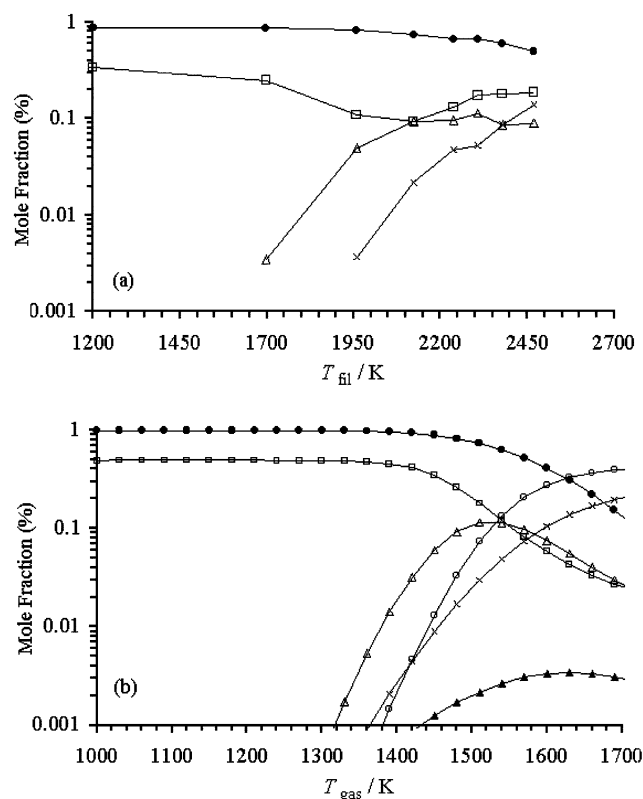 1
0.1
0.01
0.001
Mole Fraction (%)
(a)
1200 1450 1700 1950 2200 2450 2700
T fil / K
1
0.1
0.01
0.001
Mole Fraction (%)
(b)
1000 1100 1200 1300 1400 1500 1600 1700
T gas / K